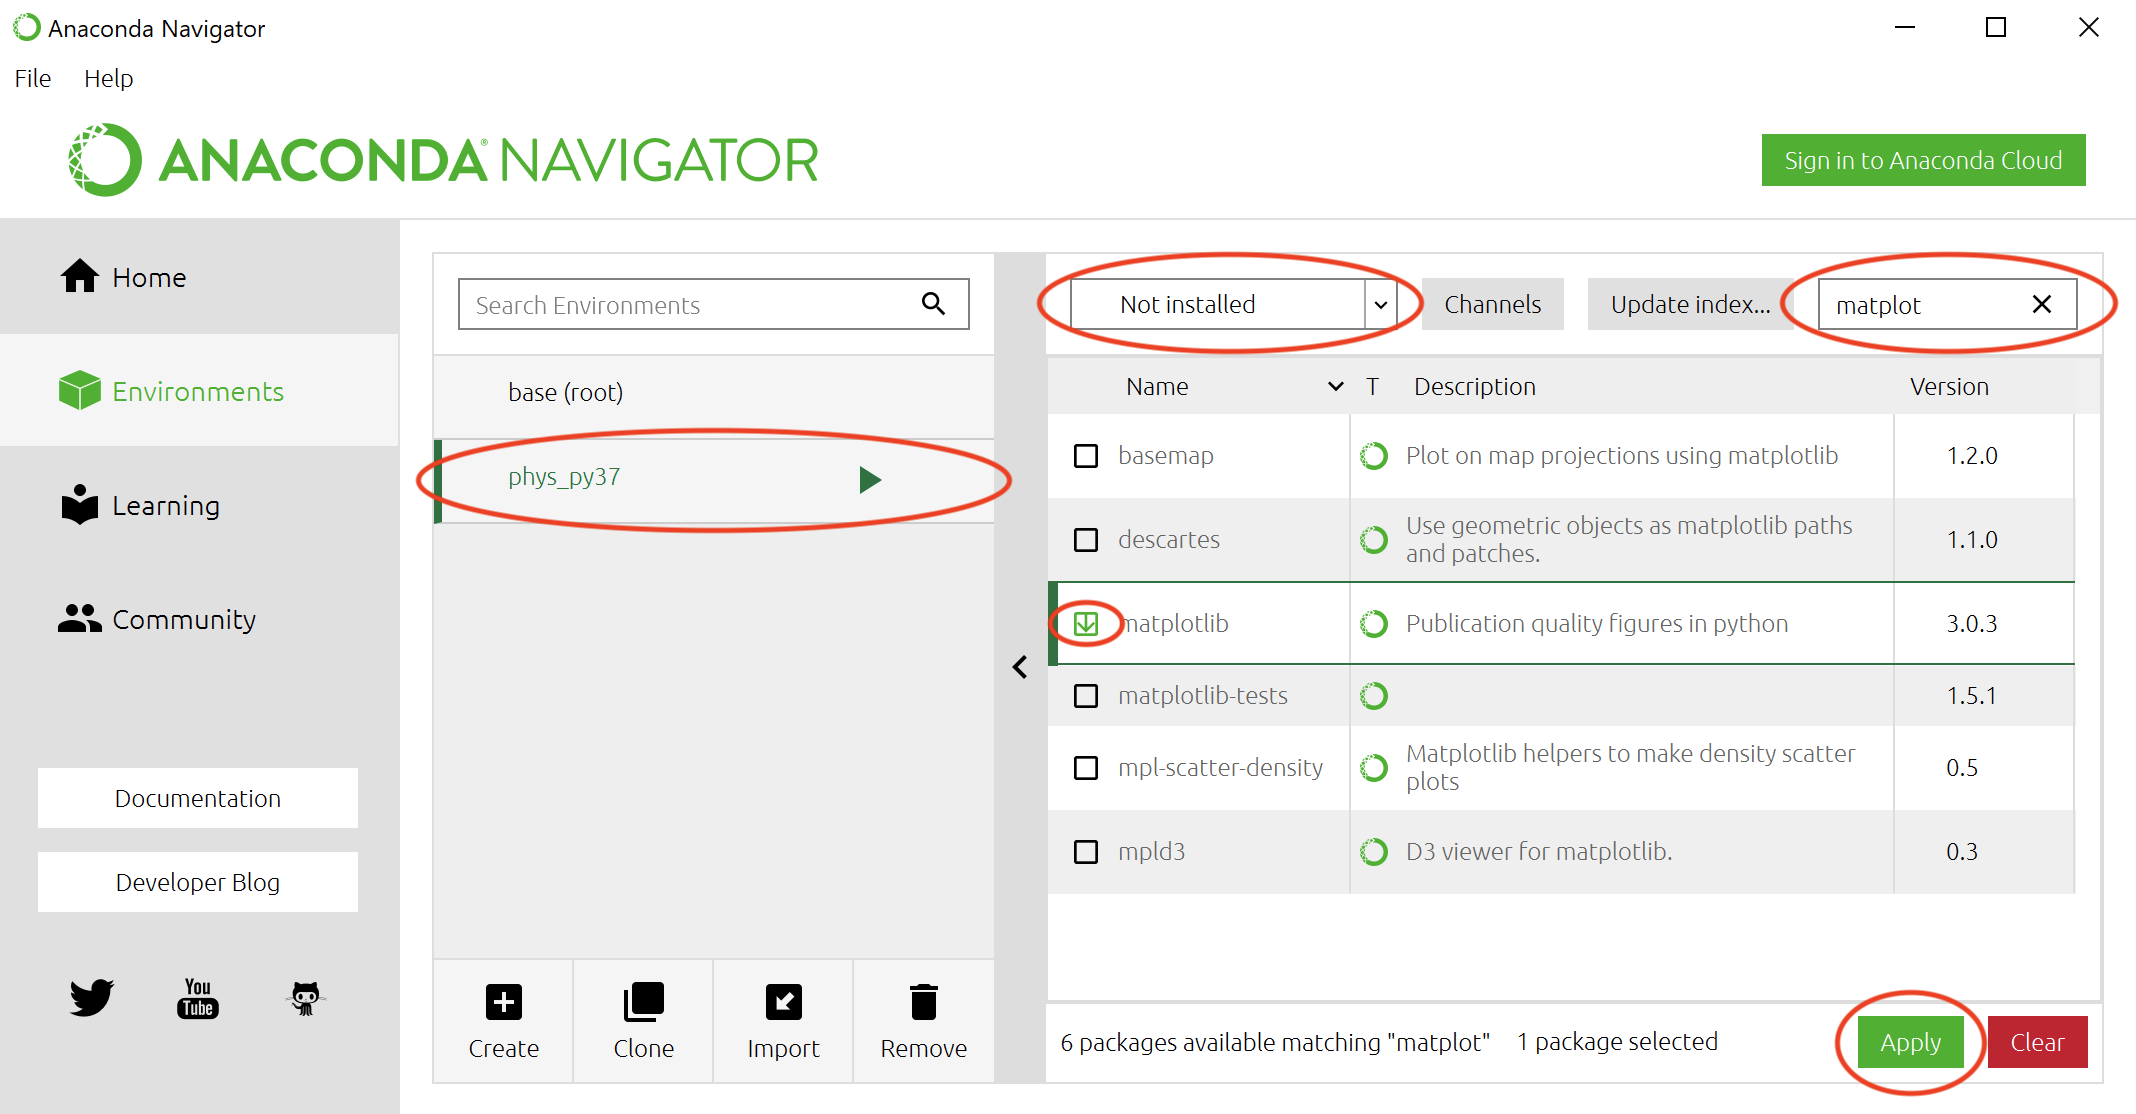 Anaconda Navigator
File Help
ANACONDA® NAVIGATOR
Sign in to Anaconda Cloud
Home
Environments
Learning
Community
Documentation
Developer Blog
You
Tube
Search Environments
base (root)
phys_py37
Create Clone Import Remove
Not installed Channels Update index... matplot
Name T Description Version
basemap Plot on map projections using matplotlib 1.2.0
descartes Use geometric objects as matplotlib paths
and patches. 1.1.0
matplotlib Publication quality figures in python 3.0.3
matplotlib-tests 1.5.1
mpl-scatter-density Matplotlib helpers to make density scatter
plots 0.5
mpld3 D3 viewer for matplotlib. 0.3
6 packages available matching "matplot" 1 package selected Apply Clear